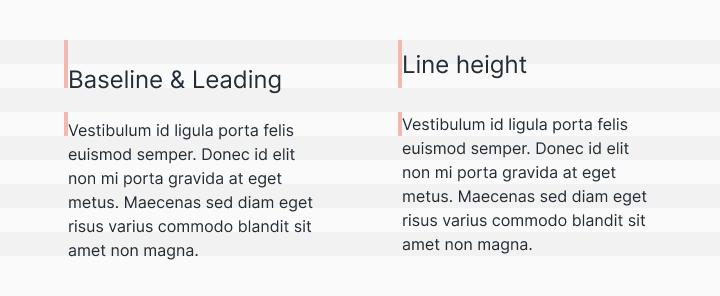 Baseline & Leading
Vestibulum id ligula porta felis
euismod semper. Donec id elit
non mi porta gravida at eget
metus. Maecenas sed diam eget
risus varius commodo blandit sit
amet non magna.
Line height
Vestibulum id ligula porta felis
euismod semper. Donec id elit
non mi porta gravida at eget
metus. Maecenas sed diam eget
risus varius commodo blandit sit
amet non magna.